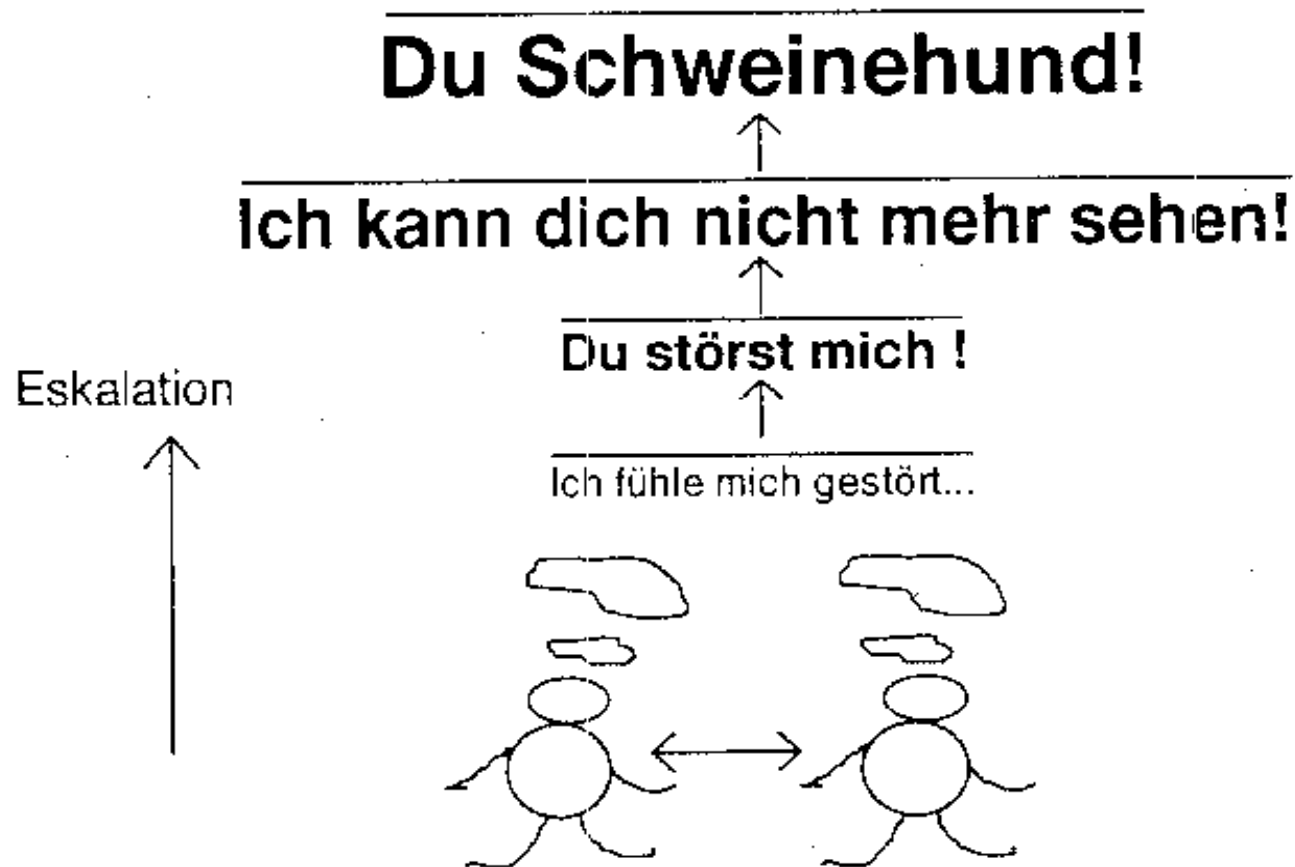 Du Schweinehund!
Ich kann dich nicht mehr sehen!
Du störst mich !
Eskalation
Ich fühle mich gestört...